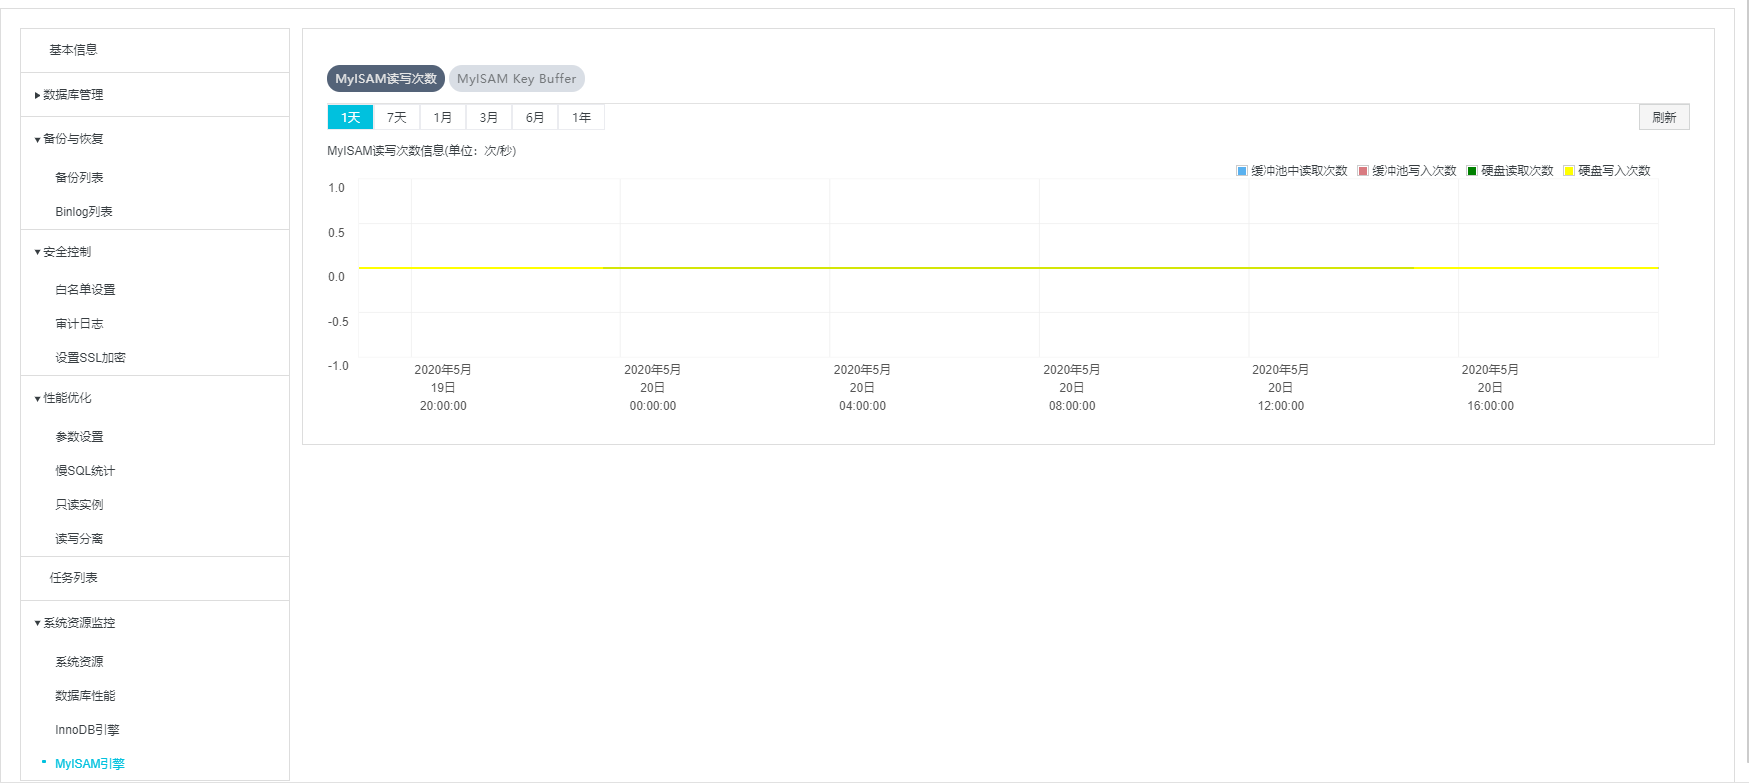 基本信息
数据库管理
备份与恢复
备份列表
Binlog列表
安全控制
白名单设置
审计日志
设置SSL加密
性能优化
参数设置
慢SQL统计
只读实例
读写分离
任务列表
系统资源监控
系统资源
数据库性能
InnoDB引擎
MyISAM引擎
MyISAM读写次数 MyISAM Key Buffer
1天 7天 1月 3月 6月 1年 刷新
MyISAM读写次数信息(单位：次/秒)
缓冲池中读取次数 缓冲池写入次数 硬盘读取次数 硬盘写入次数
1.0
0.5
0.0
-0.5
-1.0
2020年5月 2020年5月 2020年5月 2020年5月 2020年5月 2020年5月
19日 20日 20日 20日 20日 20日
20:00:00 00:00:00 04:00:00 08:00:00 12:00:00 16:00:00